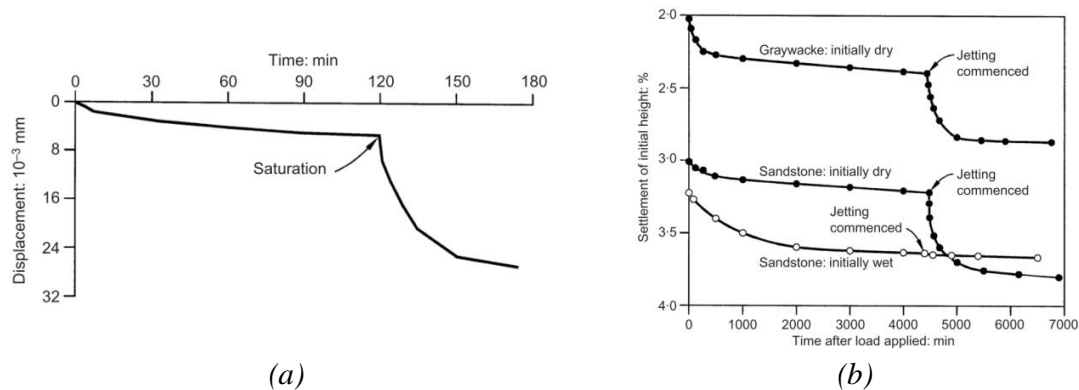 Time: min
0 30 60 90 120 150 180
0
8
16
24
32
Displacement: 10⁻³ mm
Saturation
(a)
2·0
2·5
3·0
3·5
4·0
Settlement of initial height: %
Graywacke: initially dry
Jetting
commenced
Sandstone: initially dry
Jetting
commenced
Jetting
commenced
Sandstone: initially wet
0 1000 2000 3000 4000 5000 6000 7000
Time after load applied: min
(b)